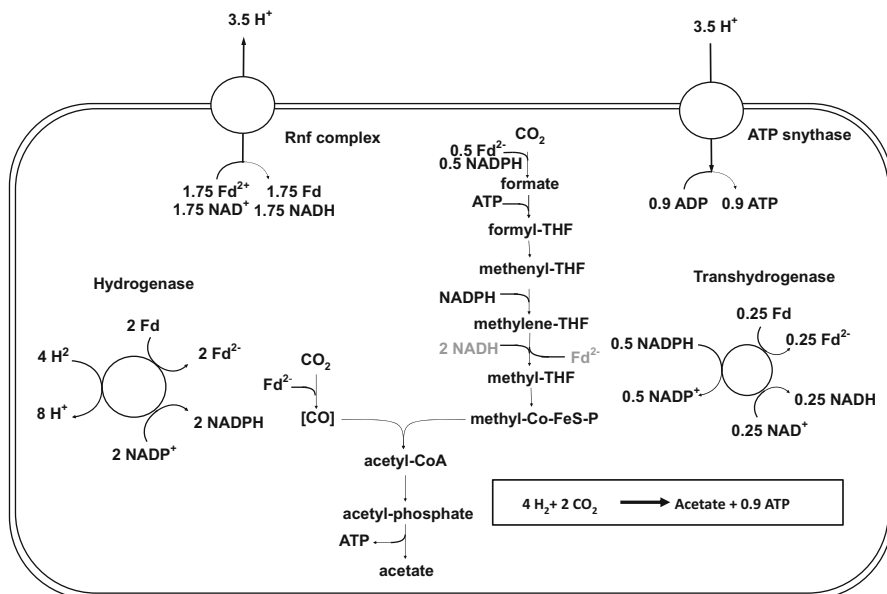 3.5 H⁺
3.5 H⁺
Rnf complex
ATP snythase
1.75 Fd²⁺
1.75 Fd
1.75 NAD⁺
1.75 NADH
CO₂
0.5 Fd²⁻
0.5 NADPH
formate
ATP
formyl-THF
methenyl-THF
NADPH
methylene-THF
2 NADH
Fd²⁻
methyl-THF
methyl-Co-FeS-P
0.9 ADP
0.9 ATP
Hydrogenase
2 Fd
2 Fd²⁻
4 H²
8 H⁺
2 NADPH
2 NADP⁺
CO₂
Fd²⁻
[CO]
acetyl-CoA
acetyl-phosphate
ATP
acetate
Transhydrogenase
0.25 Fd
0.25 Fd²⁻
0.5 NADPH
0.5 NADP⁺
0.25 NADH
0.25 NAD⁺
4 H₂+ 2 CO₂ Acetate + 0.9 ATP